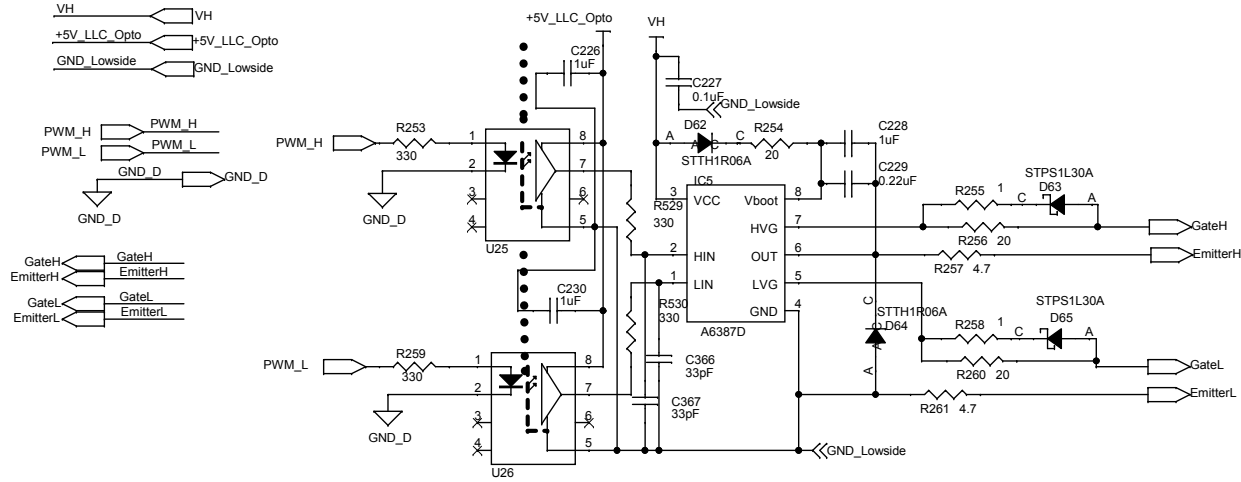 VH
VH
+5V_LLC_Opto
+5V_LLC_Opto
GND_Lowside
GND_Lowside
PWM_H
PWM_H
PWM_L
PWM_L
GND_D
GND_D
GND_D
GateH
GateH
EmitterH
EmitterH
GateL
GateL
EmitterL
EmitterL
+5V_LLC_Opto
C226
1uF
PWM_H
R253
330
1
2
3
4
8
7
6
5
U25
GND_D
C230
1uF
PWM_L
R259
330
1
2
3
4
8
7
6
5
U26
GND_D
R529
330
R530
330
C366
33pF
C367
33pF
VH
C227
0.1uF
GND_Lowside
D62
A
A
C
C
STTH1R06A
R254
20
C228
1uF
C229
0.22uF
IC5
3
VCC
Vboot
8
HVG
7
2
HIN
OUT
6
1
LIN
LVG
5
GND
4
A6387D
R255
1
C
STPS1L30A
D63
A
R256
20
GateH
R257
4.7
EmitterH
C
STTH1R06A
D64
A
R258
1
C
STPS1L30A
D65
A
R260
20
GateL
R261
4.7
EmitterL
GND_Lowside